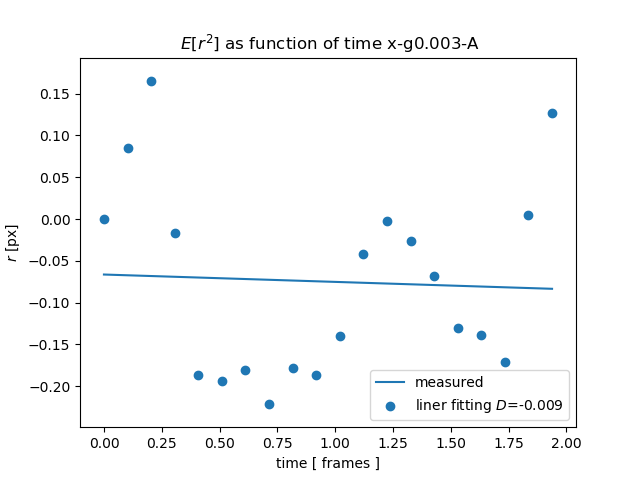 E[r²] as function of time x-g0.003-A
r [px]
0.15
0.10
0.05
0.00
−0.05
−0.10
−0.15
−0.20
measured
liner fitting D=-0.009
0.00 0.25 0.50 0.75 1.00 1.25 1.50 1.75 2.00
time [ frames ]